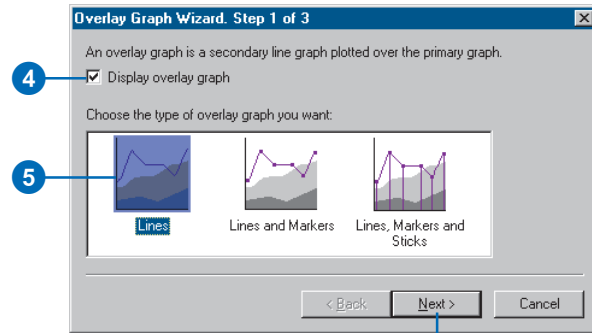 Overlay Graph Wizard. Step 1 of 3
An overlay graph is a secondary line graph plotted over the primary graph.
4
Display overlay graph
Choose the type of overlay graph you want:
5
Lines
Lines and Markers
Lines, Markers and
Sticks
< Back
Next >
Cancel